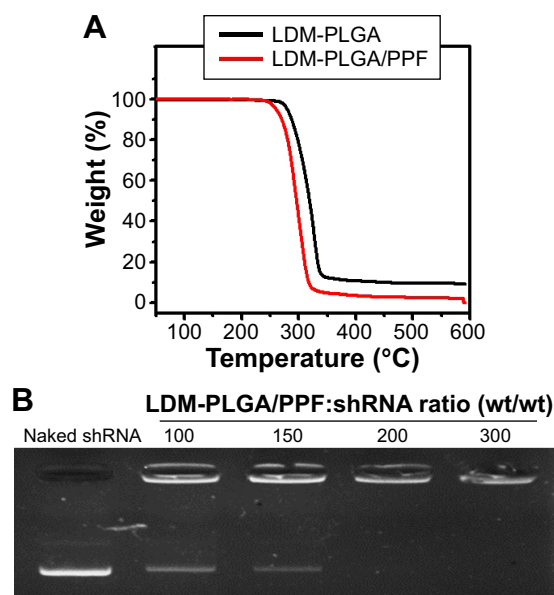 A
LDM-PLGA
LDM-PLGA/PPF
Weight (%)
100
80
60
40
20
0
100 200 300 400 500 600
Temperature (°C)
B
LDM-PLGA/PPF:shRNA ratio (wt/wt)
Naked shRNA 100 150 200 300